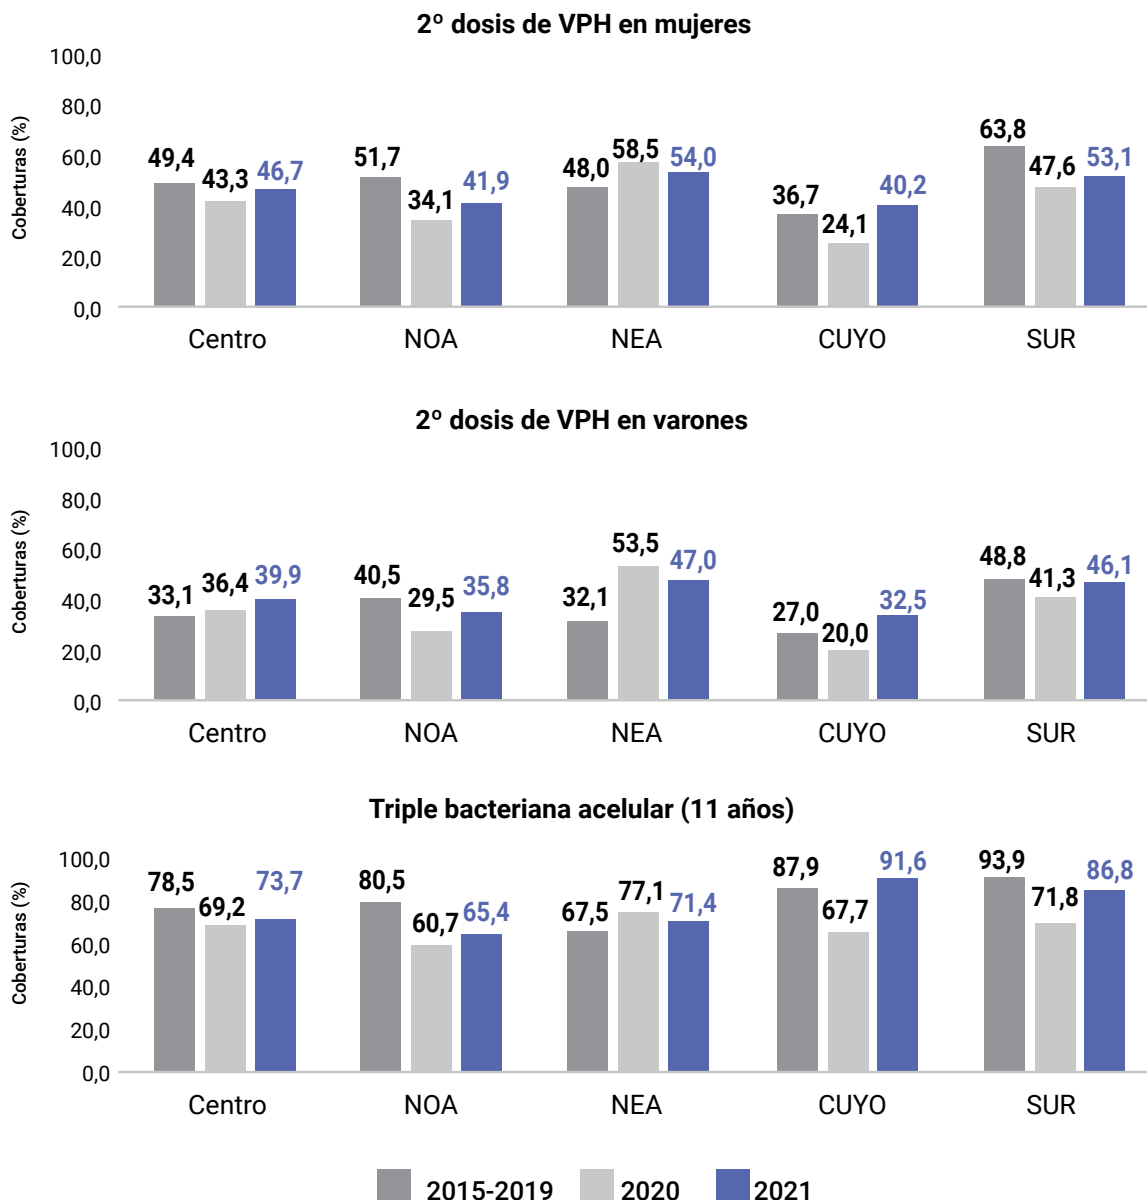 2º dosis de VPH en mujeres
Coberturas (%)
100,0
80,0
60,0
40,0
20,0
0,0
49,4 43,3 46,7
51,7 34,1 41,9
48,0 58,5 54,0
36,7 24,1 40,2
63,8 47,6 53,1
Centro NOA NEA CUYO SUR
2º dosis de VPH en varones
Coberturas (%)
100,0
80,0
60,0
40,0
20,0
0,0
33,1 36,4 39,9
40,5 29,5 35,8
32,1 53,5 47,0
27,0 20,0 32,5
48,8 41,3 46,1
Centro NOA NEA CUYO SUR
Triple bacteriana acelular (11 años)
Coberturas (%)
100,0
80,0
60,0
40,0
20,0
0,0
78,5 69,2 73,7
80,5 60,7 65,4
67,5 77,1 71,4
87,9 67,7 91,6
93,9 71,8 86,8
Centro NOA NEA CUYO SUR
2015-2019 2020 2021